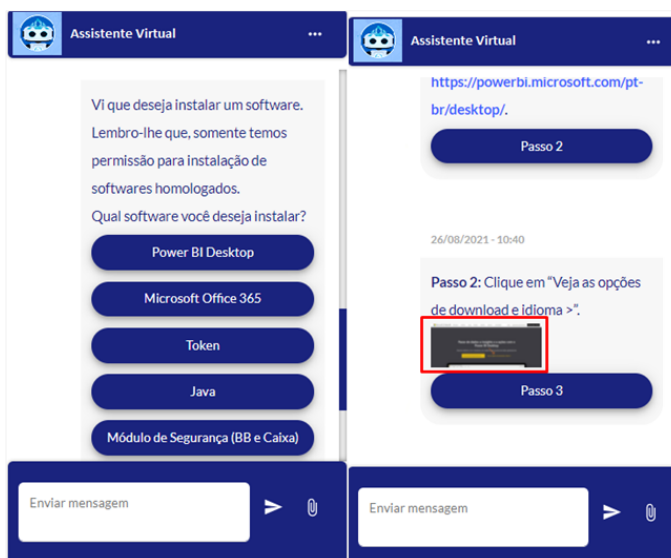 Assistente Virtual
Vi que deseja instalar um software.
Lembro-lhe que, somente temos
permissão para instalação de
softwares homologados.
Qual software você deseja instalar?
Power BI Desktop
Microsoft Office 365
Token
Java
Módulo de Segurança (BB e Caixa)
Enviar mensagem
Assistente Virtual
https://powerbi.microsoft.com/pt-
br/desktop/.
Passo 2
26/08/2021 - 10:40
Passo 2: Clique em “Veja as opções
de download e idioma >”.
Passo 3
Enviar mensagem